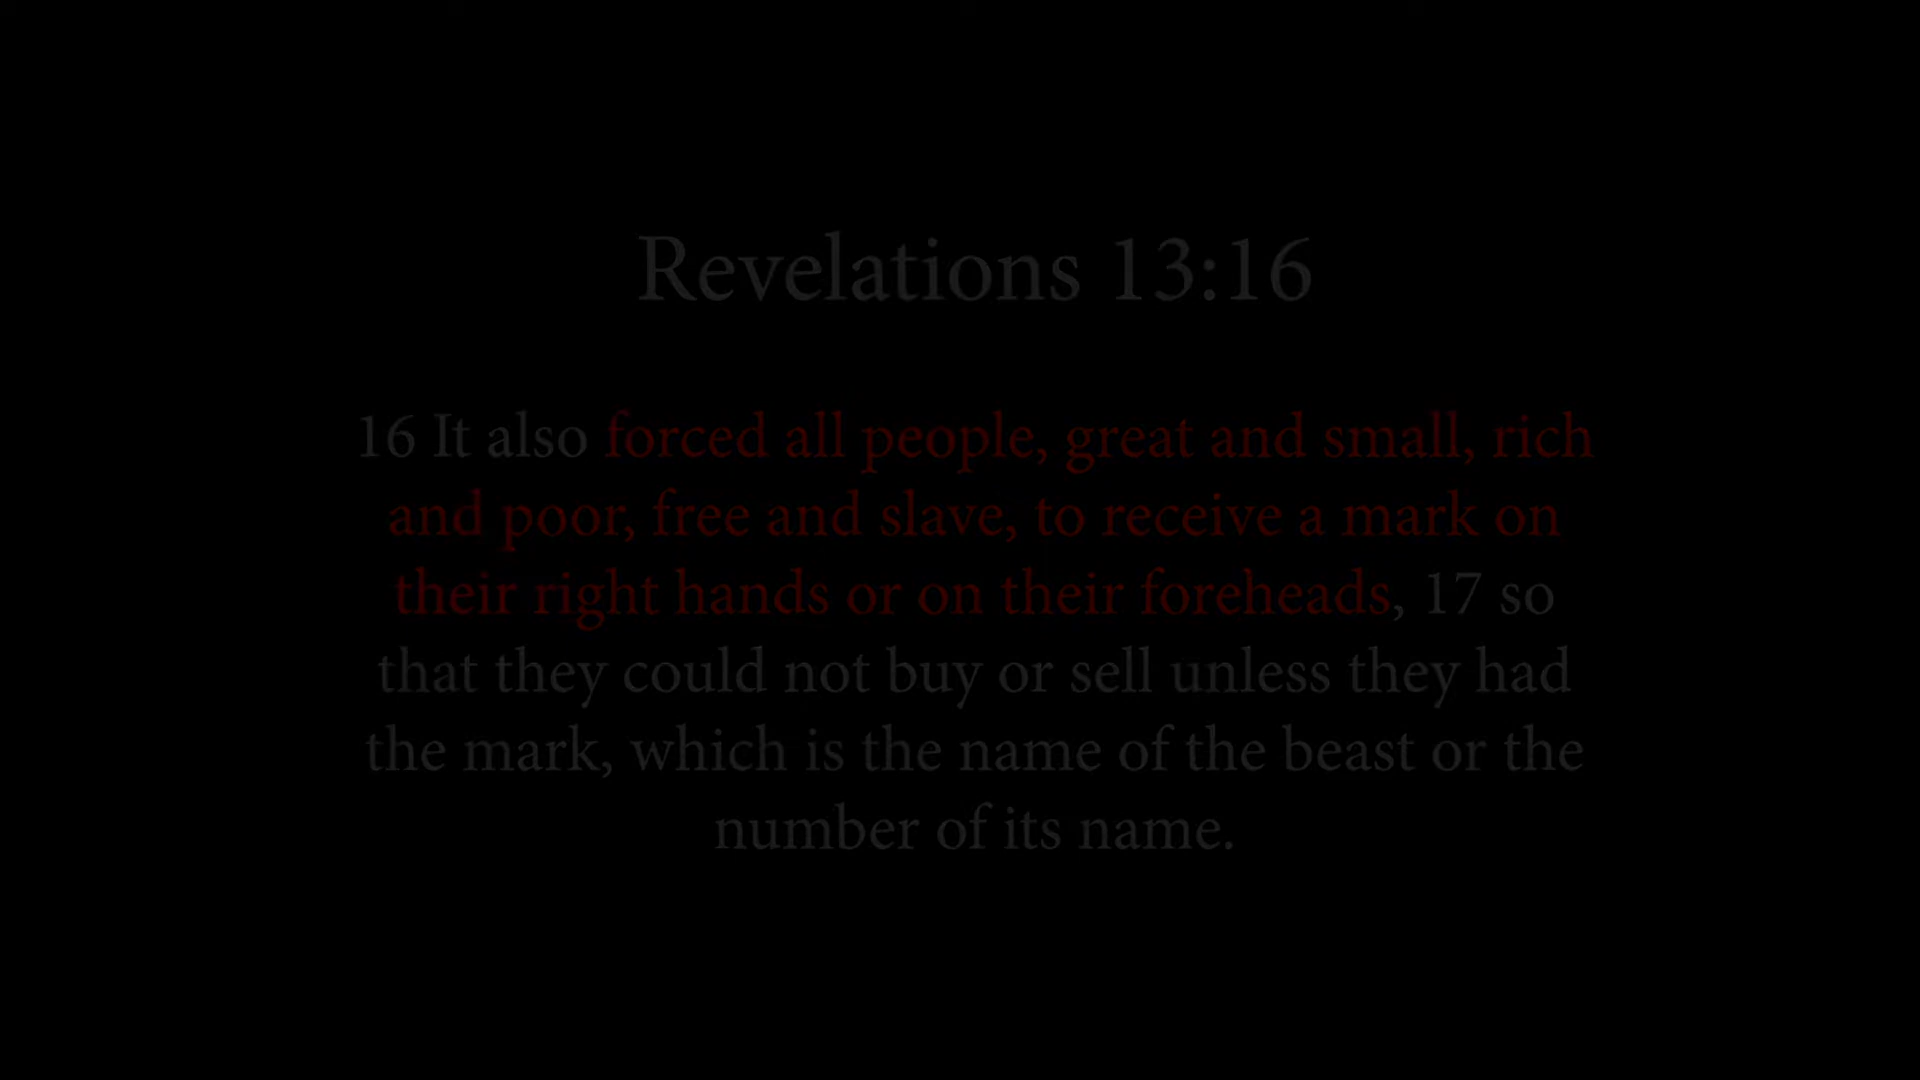 Revelations 13:16
16 It also forced all people, great and small, rich
and poor, free and slave, to receive a mark on
their right hands or on their foreheads, 17 so
that they could not buy or sell unless they had
the mark, which is the name of the beast or the
number of its name.